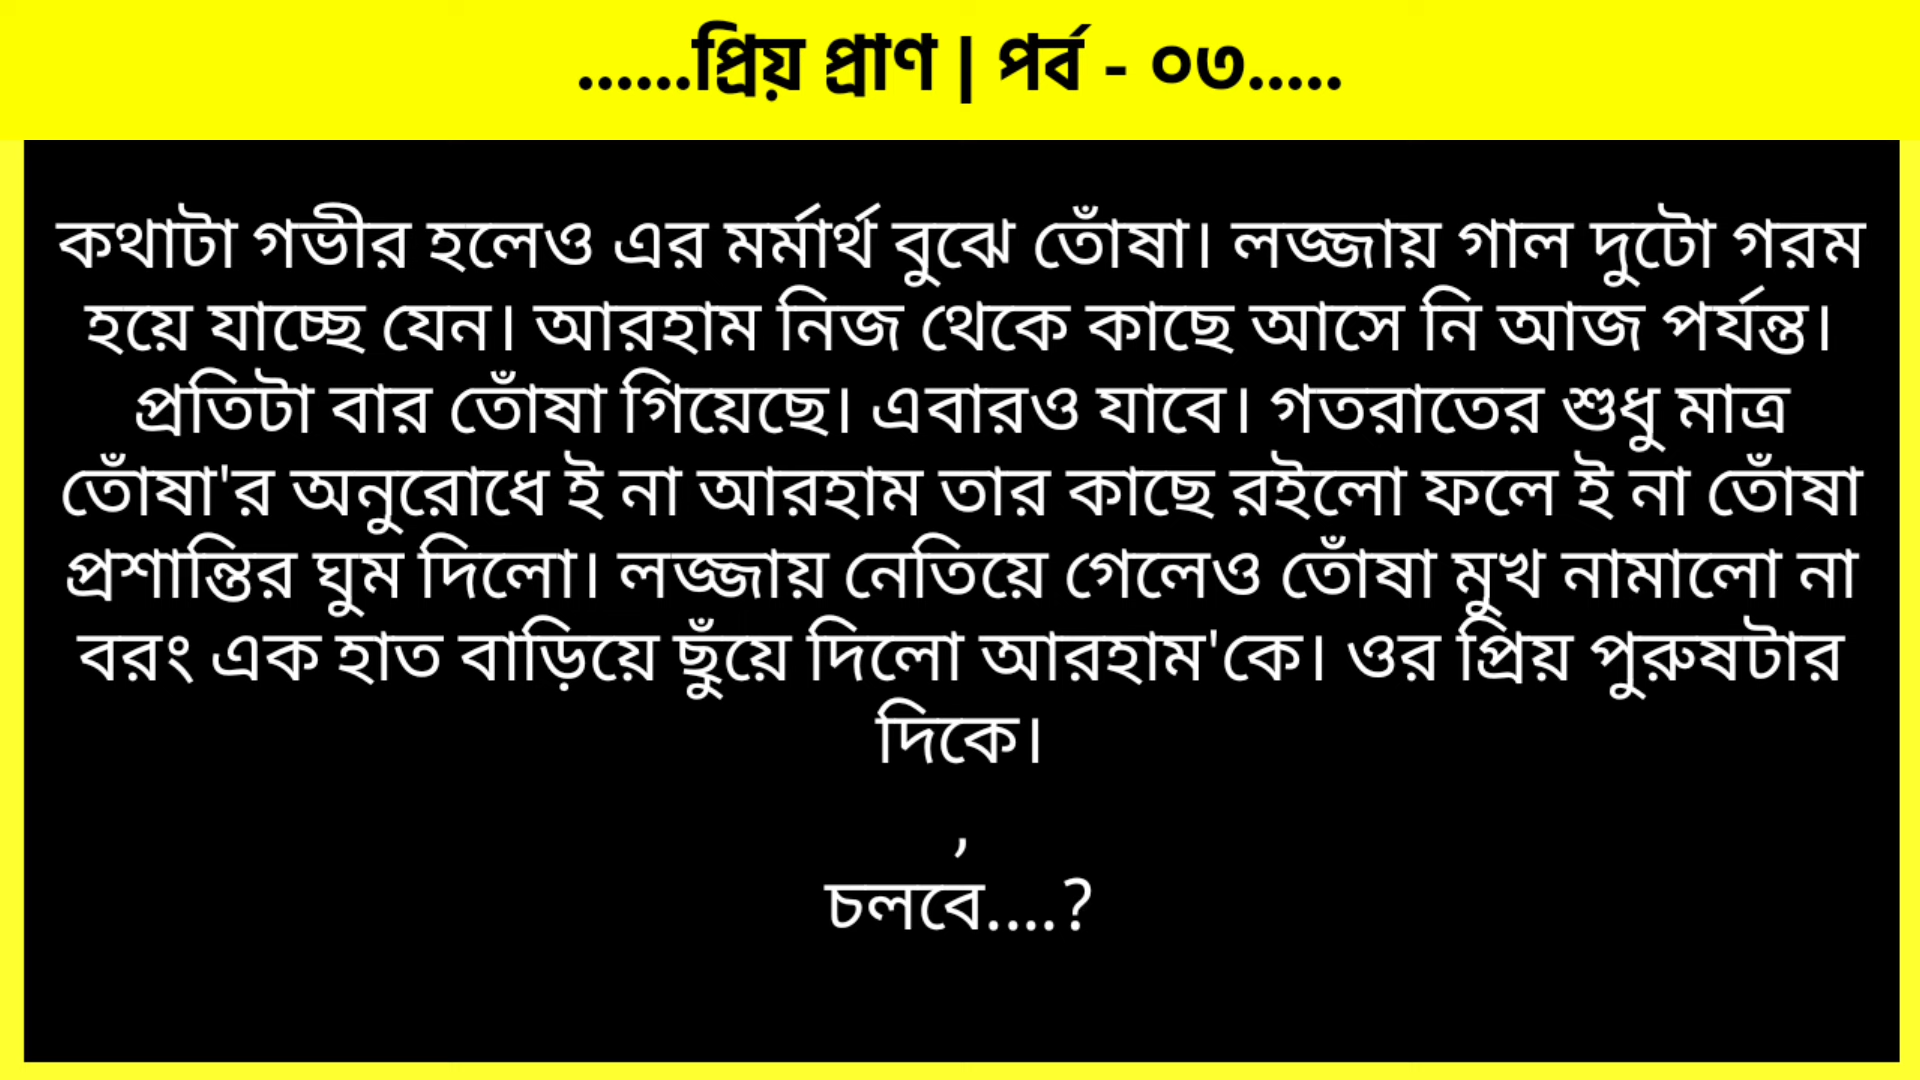 ......প্রিয় প্রাণ | পর্ব - ০৩.....
কথাটা গভীর হলেও এর মর্মার্থ বুঝে তোঁষা। লজ্জায় গাল দুটো গরম
হয়ে যাচ্ছে যেন। আরহাম নিজ থেকে কাছে আসে নি আজ পর্যন্ত।
প্রতিটা বার তোঁষা গিয়েছে। এবারও যাবে। গতরাতের শুধু মাত্র
তোঁষা'র অনুরোধে ই না আরহাম তার কাছে রইলো ফলে ই না তোঁষা
প্রশান্তির ঘুম দিলো। লজ্জায় নেতিয়ে গেলেও তোঁষা মুখ নামালো না
বরং এক হাত বাড়িয়ে ছুঁয়ে দিলো আরহাম'কে। ওর প্রিয় পুরুষটার
দিকে।
,
চলবে....?